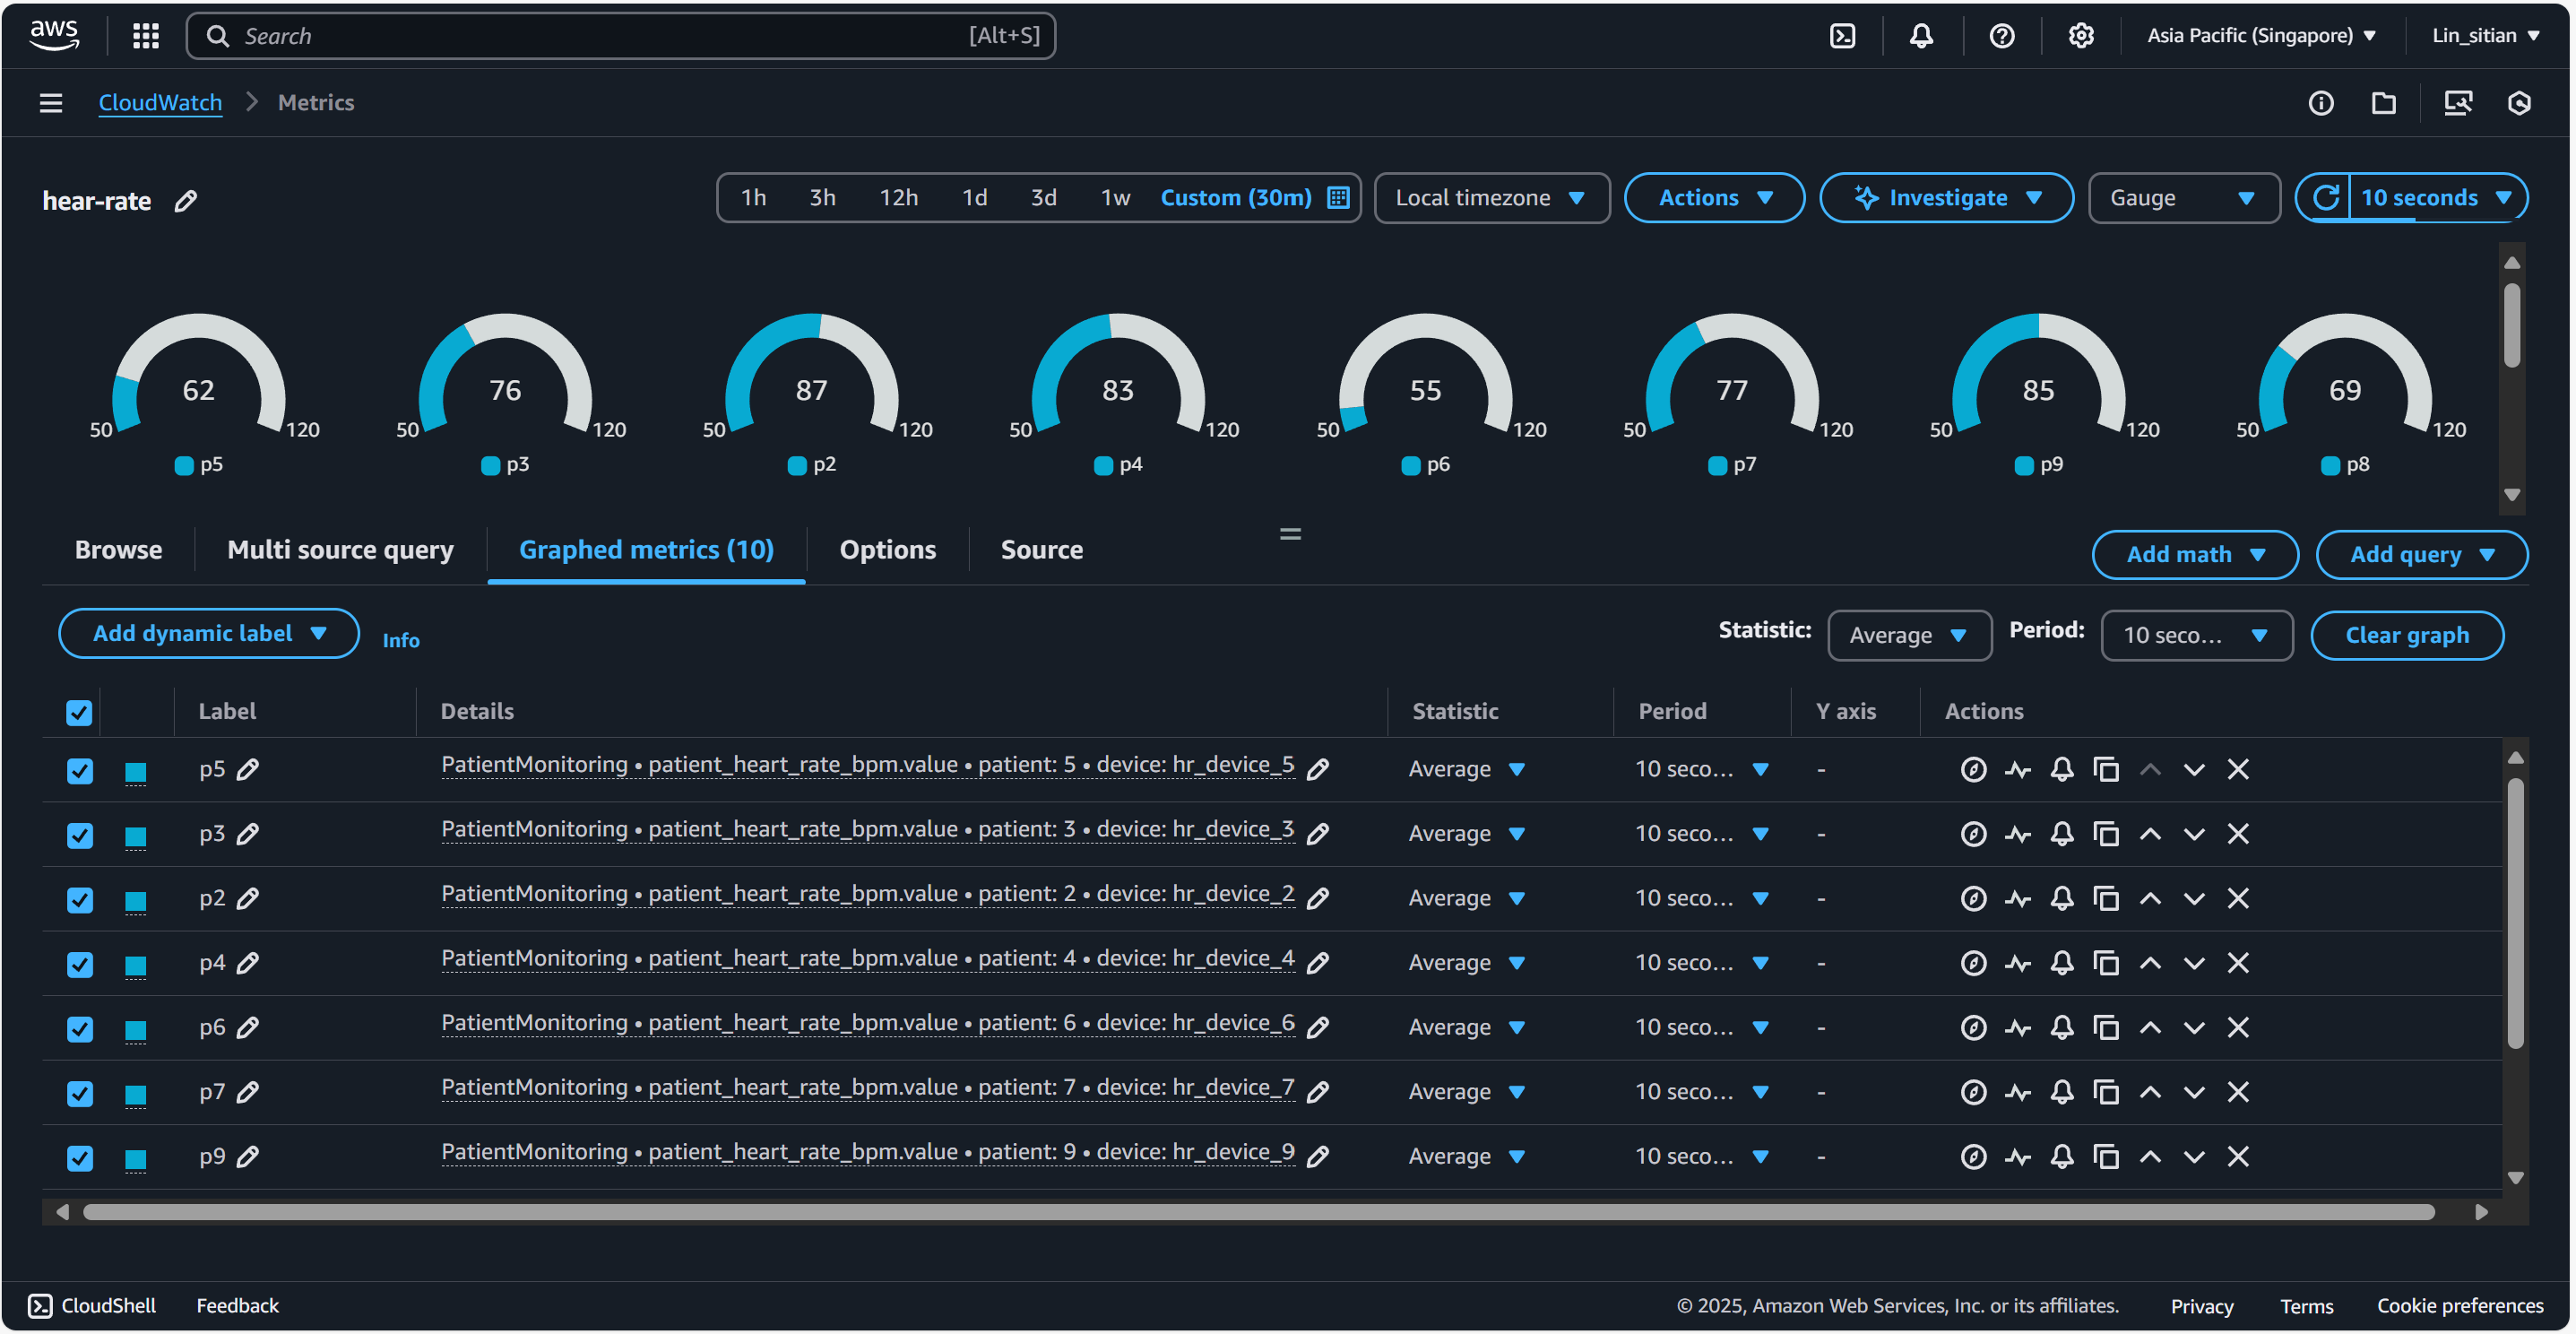 aws Search [Alt+S] Asia Pacific (Singapore) Lin_sitian
CloudWatch Metrics
hear-rate 1h 3h 12h 1d 3d 1w Custom (30m) Local timezone Actions Investigate Gauge 10 seconds
62 76 87 83 55 77 85 69
50 120 50 120 50 120 50 120 50 120 50 120 50 120 50 120
p5 p3 p2 p4 p6 p7 p9 p8
Browse Multi source query Graphed metrics (10) Options Source Add math Add query
Add dynamic label Info Statistic: Average Period: 10 seco... Clear graph
Label Details Statistic Period Y axis Actions
p5 PatientMonitoring • patient_heart_rate_bpm.value • patient: 5 • device: hr_device_5 Average 10 seco... -
p3 PatientMonitoring • patient_heart_rate_bpm.value • patient: 3 • device: hr_device_3 Average 10 seco... -
p2 PatientMonitoring • patient_heart_rate_bpm.value • patient: 2 • device: hr_device_2 Average 10 seco... -
p4 PatientMonitoring • patient_heart_rate_bpm.value • patient: 4 • device: hr_device_4 Average 10 seco... -
p6 PatientMonitoring • patient_heart_rate_bpm.value • patient: 6 • device: hr_device_6 Average 10 seco... -
p7 PatientMonitoring • patient_heart_rate_bpm.value • patient: 7 • device: hr_device_7 Average 10 seco... -
p9 PatientMonitoring • patient_heart_rate_bpm.value • patient: 9 • device: hr_device_9 Average 10 seco... -
CloudShell Feedback © 2025, Amazon Web Services, Inc. or its affiliates. Privacy Terms Cookie preferences